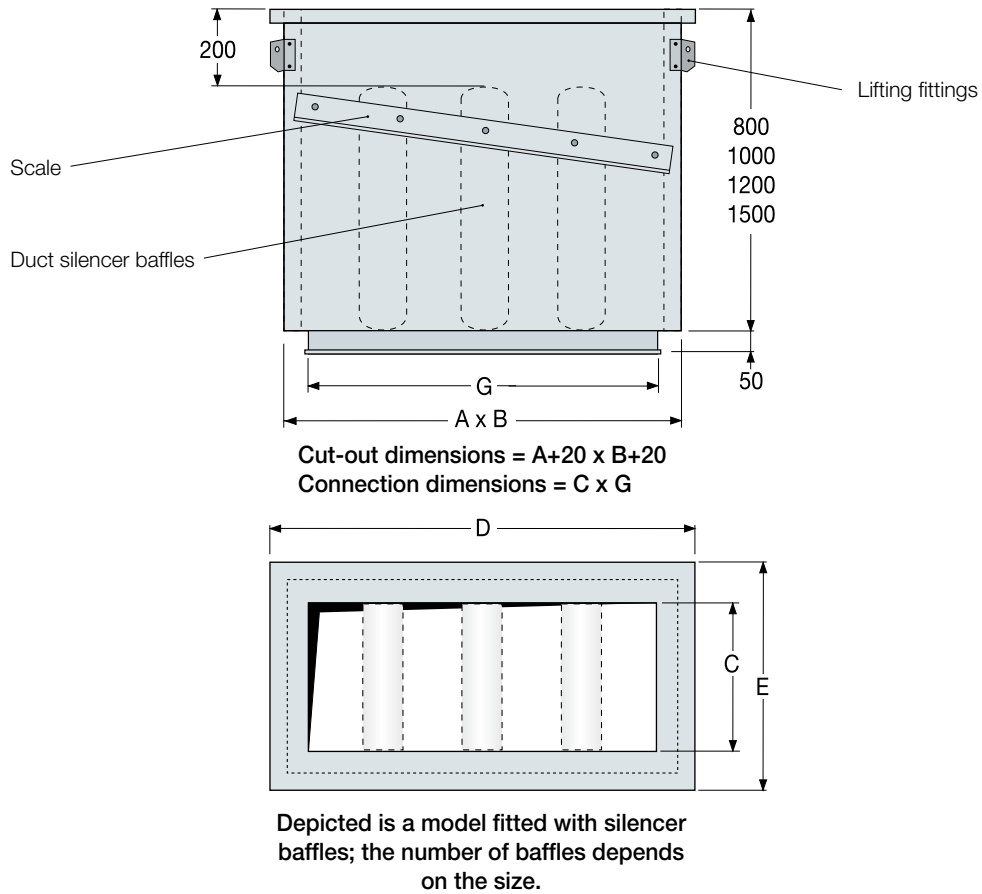 200
Lifting fittings
800
1000
1200
1500
Scale
Duct silencer baffles
50
G
A x B
Cut-out dimensions = A+20 x B+20
Connection dimensions = C x G
D
C
E
Depicted is a model fitted with silencer
baffles; the number of baffles depends
on the size.